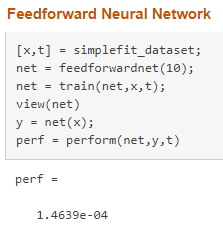 Feedforward Neural Network
[x,t] = simplefit_dataset;
net = feedforwardnet(10);
net = train(net,x,t);
view(net)
y = net(x);
perf = perform(net,y,t)
perf =
1.4639e-04